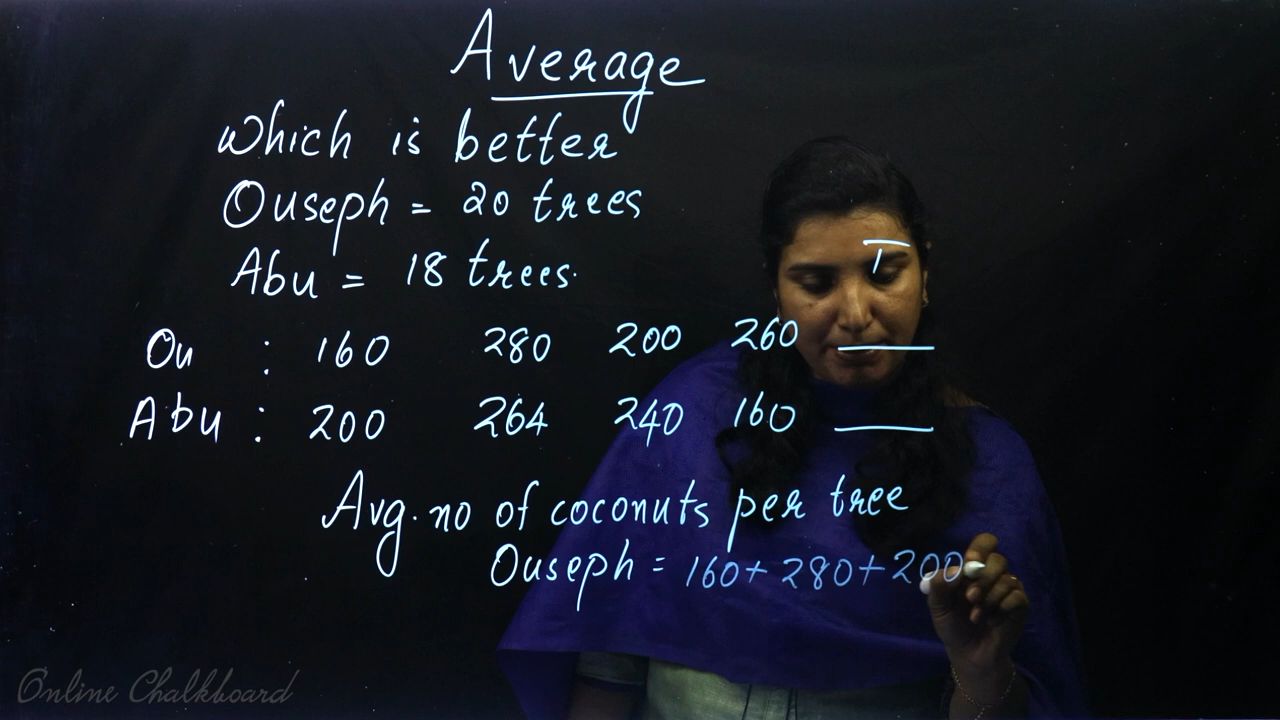 Average
Which is better
Ouseph = 20 trees
Abu = 18 trees.
T
Ou : 160 280 200 260
Abu : 200 264 240 160
Avg. no of coconuts per tree
Ouseph = 160 + 280 + 200
Online Chalkboard